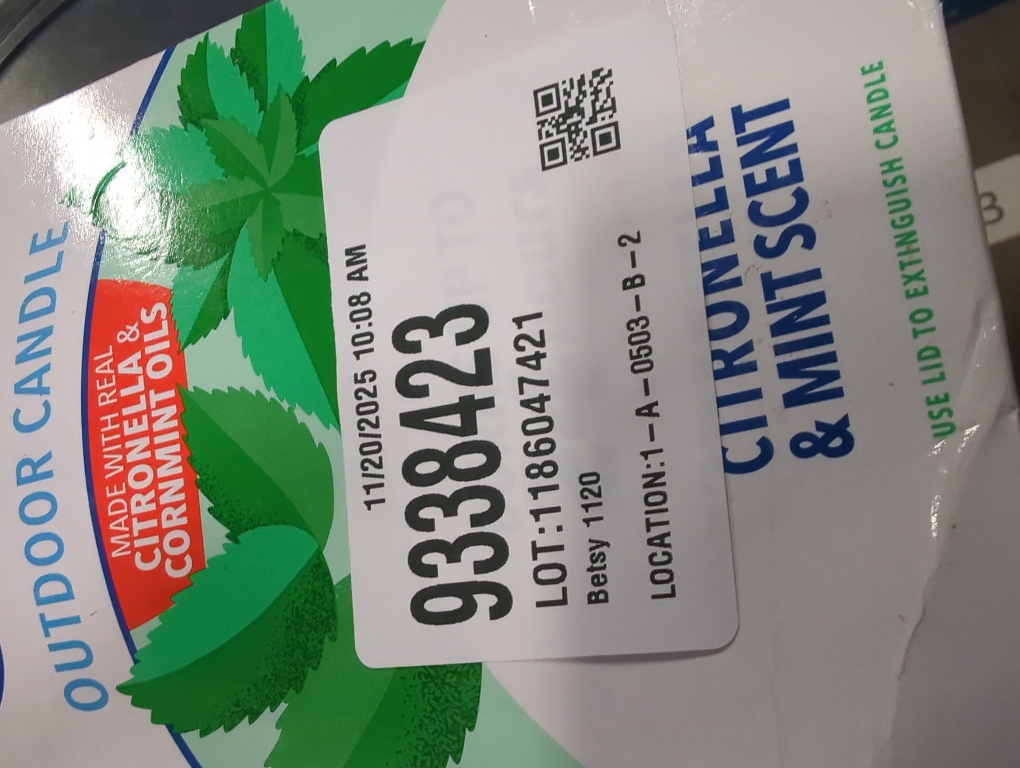 OUTDOOR CANDLE
MADE WITH REAL
CITRONELLA &
CORNMINT OILS
11/20/2025 10:08 AM
9338423
LOT:11860047421
Betsy 1120
LOCATION:1-A-0503-B-2
CITRONELLA
& MINT SCENT
USE LID TO EXTINGUISH CANDLE